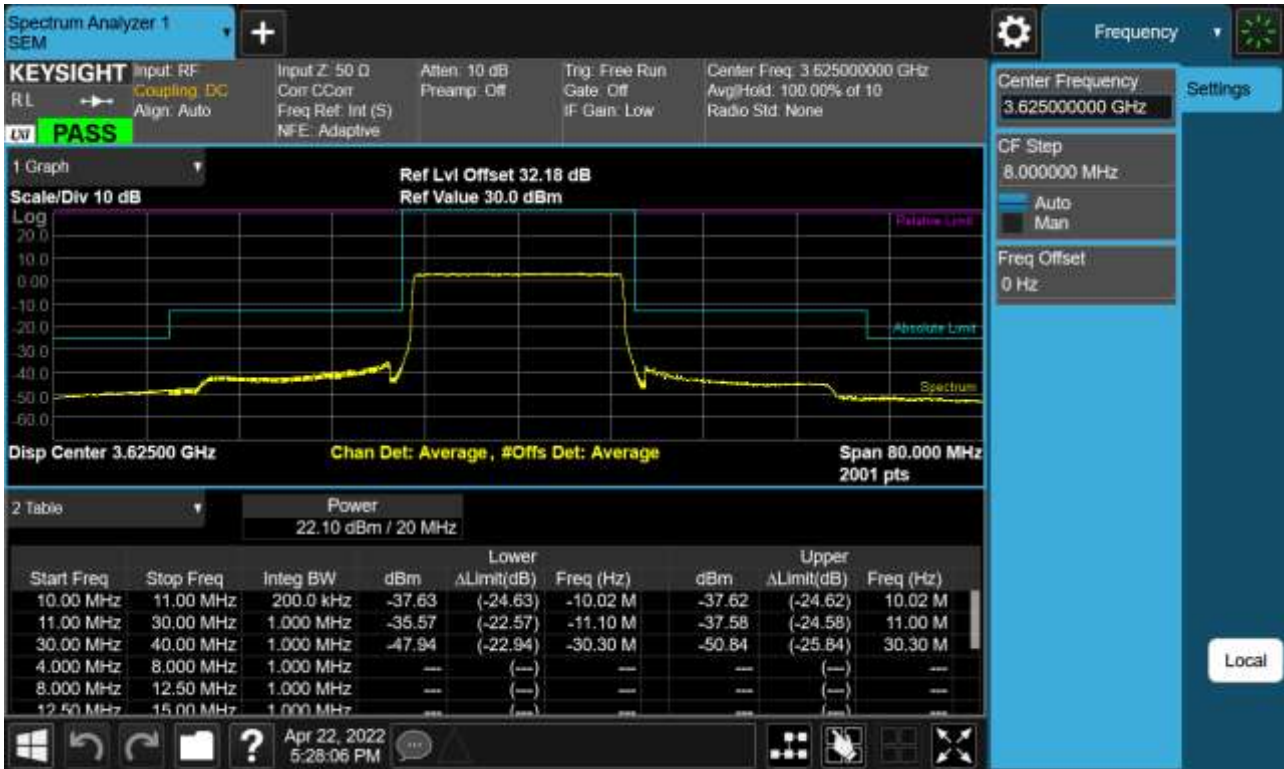 Spectrum Analyzer 1
SEM
+
Frequency
KEYSIGHT
RL
LXI
PASS
Input: RF
Coupling: DC
Align: Auto
Input Z: 50 Ω
Corr CCorr
Freq Ref: Int (S)
NFE: Adaptive
Atten: 10 dB
Preamp: Off
Trig: Free Run
Gate: Off
IF Gain: Low
Center Freq: 3.625000000 GHz
Avg|Hold: 100.00% of 10
Radio Std: None
Center Frequency
3.625000000 GHz
Settings
CF Step
8.000000 MHz
Auto
Man
Freq Offset
0 Hz
1 Graph
Scale/Div 10 dB
Ref Lvl Offset 32.18 dB
Ref Value 30.0 dBm
Log
20.0
10.0
0.00
-10.0
-20.0
-30.0
-40.0
-50.0
-60.0
Relative Limit
Absolute Limit
Spectrum
Disp Center 3.62500 GHz
Chan Det: Average, #Offs Det: Average
Span 80.000 MHz
2001 pts
2 Table
Power
22.10 dBm / 20 MHz
Lower Upper
Start Freq Stop Freq Integ BW dBm ΔLimit(dB) Freq (Hz) dBm ΔLimit(dB) Freq (Hz)
10.00 MHz 11.00 MHz 200.0 kHz -37.63 (-24.63) -10.02 M -37.62 (-24.62) 10.02 M
11.00 MHz 30.00 MHz 1.000 MHz -35.57 (-22.57) -11.10 M -37.58 (-24.58) 11.00 M
30.00 MHz 40.00 MHz 1.000 MHz -47.94 (-22.94) -30.30 M -50.84 (-25.84) 30.30 M
4.000 MHz 8.000 MHz 1.000 MHz --- (---) --- --- (---) ---
8.000 MHz 12.50 MHz 1.000 MHz --- (---) --- --- (---) ---
12.50 MHz 15.00 MHz 1.000 MHz --- (---) --- --- (---) ---
Local
?
Apr 22, 2022
5:28:06 PM